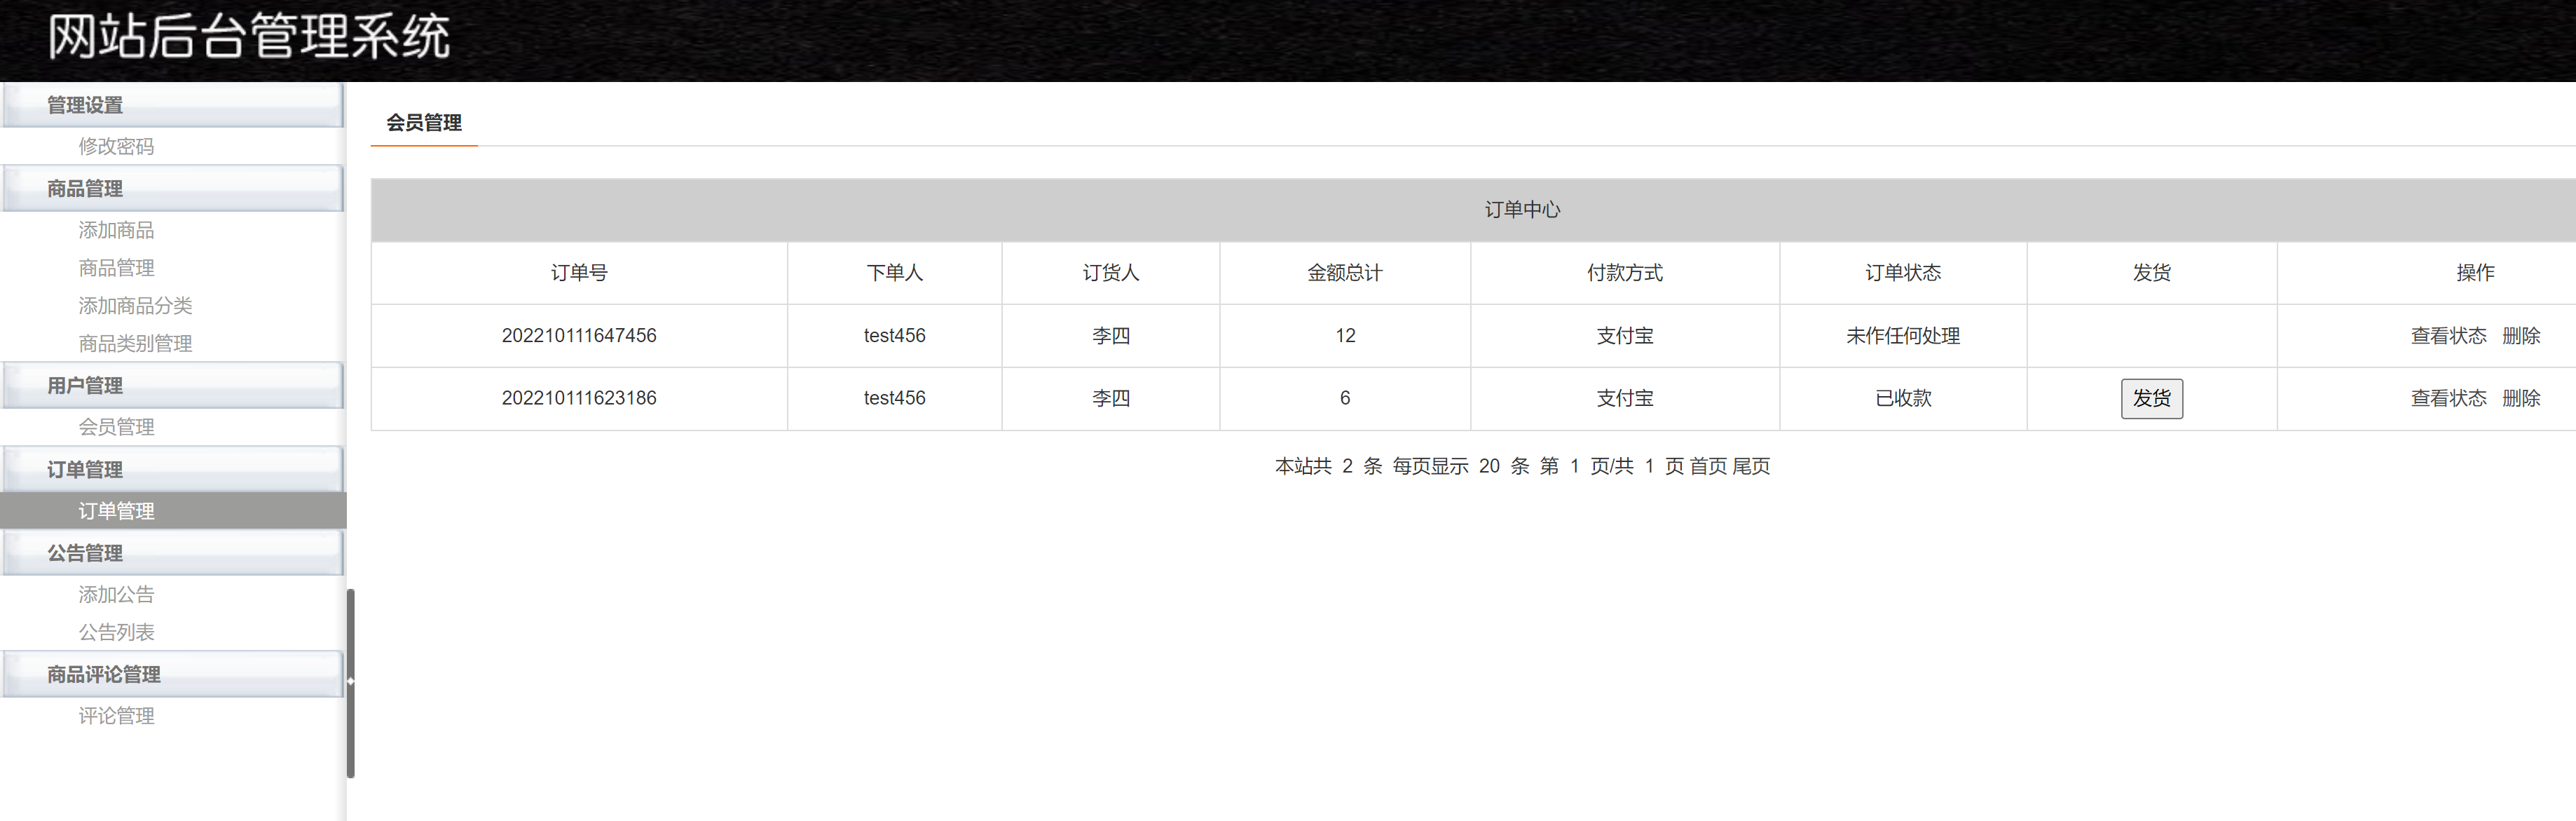 网站后台管理系统
管理设置
修改密码
商品管理
添加商品
商品管理
添加商品分类
商品类别管理
用户管理
会员管理
订单管理
订单管理
公告管理
添加公告
公告列表
商品评论管理
评论管理
会员管理
订单中心
订单号 下单人 订货人 金额总计 付款方式 订单状态 发货 操作
202210111647456 test456 李四 12 支付宝 未作任何处理 查看状态 删除
202210111623186 test456 李四 6 支付宝 已收款 发货 查看状态 删除
本站共 2 条 每页显示 20 条 第 1 页/共 1 页 首页 尾页